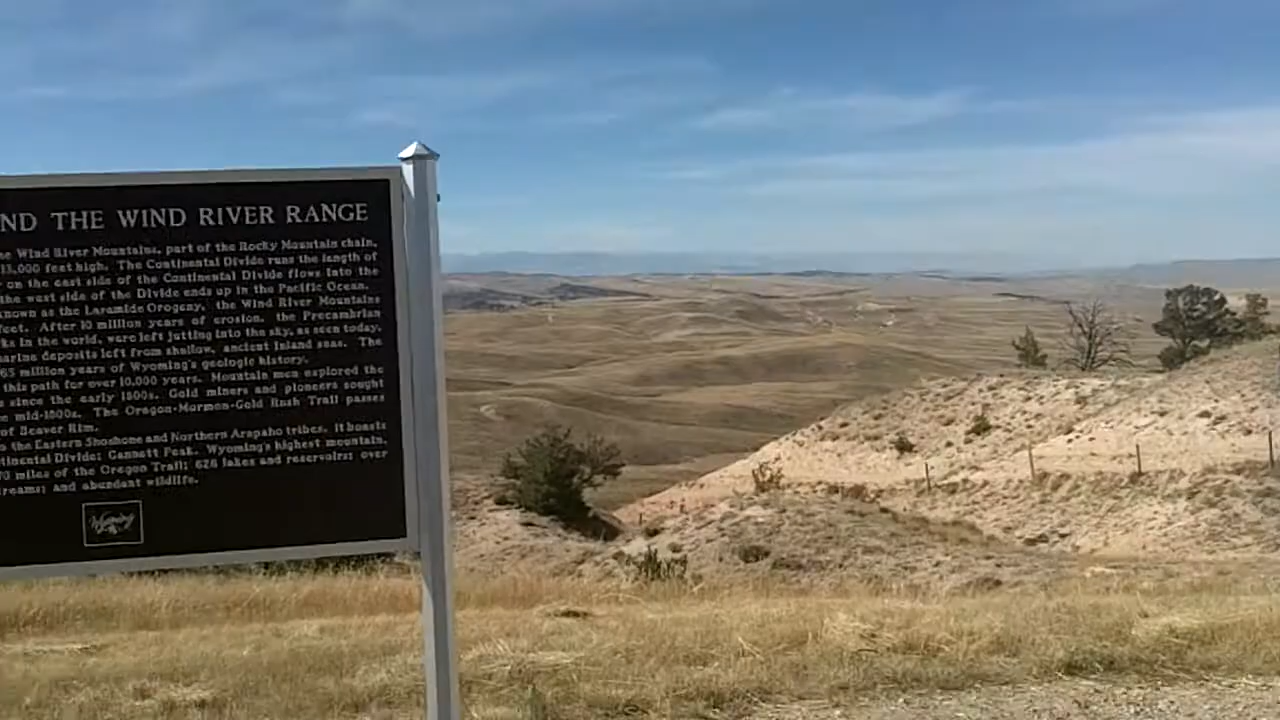 ND THE WIND RIVER RANGE
e Wind River Mountains, part of the Rocky Mountain chain,
13,000 feet high. The Continental Divide runs the length of
on the east side of the Continental Divide flows into the
the west side of the Divide ends up in the Pacific Ocean.
known as the Laramide Orogeny, the Wind River Mountains
feet. After 10 million years of erosion, the Precambrian
ks in the world, were left jutting into the sky, as seen today.
arine deposits left from shallow, ancient inland seas. The
65 million years of Wyoming's geologic history.
this path for over 10,000 years. Mountain men explored the
since the early 1800s. Gold miners and pioneers sought
e mid-1800s. The Oregon-Mormon-Gold Rush Trail passes
of Beaver Rim.
o the Eastern Shoshone and Northern Arapaho tribes. It boasts
tinental Divide; Gannett Peak, Wyoming's highest mountain,
70 miles of the Oregon Trail; 626 lakes and reservoirs; over
reams; and abundant wildlife.
Wyoming